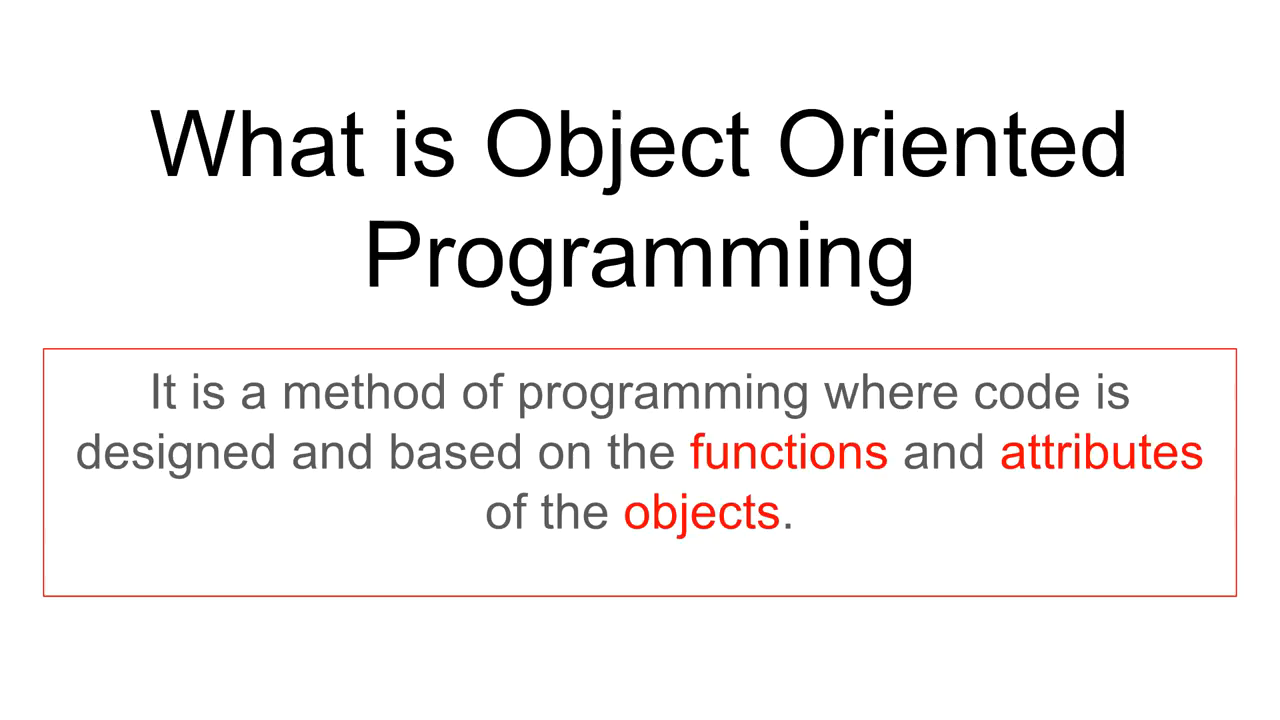 What is Object Oriented
Programming
It is a method of programming where code is
designed and based on the functions and attributes
of the objects.